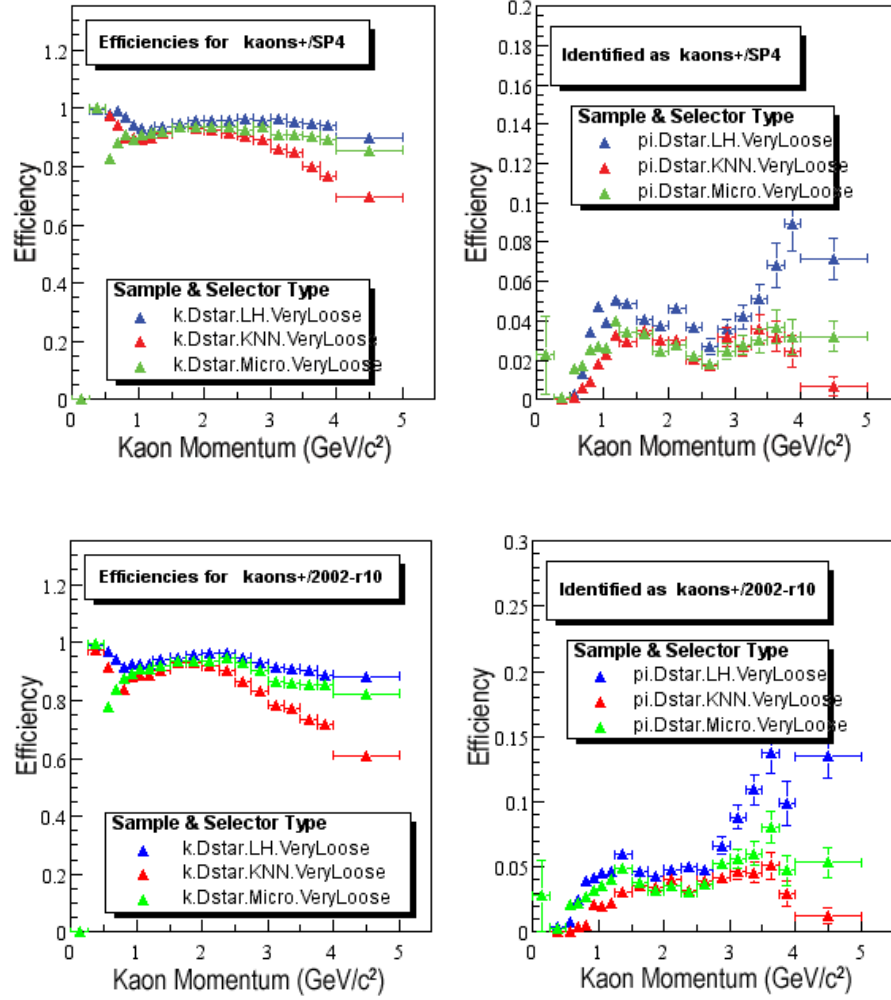 Efficiencies for kaons+/SP4
1.2
1
0.8
0.6
0.4
0.2
0
Efficiency
Sample & Selector Type
k.Dstar.LH.VeryLoose
k.Dstar.KNN.VeryLoose
k.Dstar.Micro.VeryLoose
0 1 2 3 4 5
Kaon Momentum (GeV/c²)
Identified as kaons+/SP4
0.2
0.18
0.16
0.14
0.12
0.1
0.08
0.06
0.04
0.02
0
Efficiency
Sample & Selector Type
pi.Dstar.LH.VeryLoose
pi.Dstar.KNN.VeryLoose
pi.Dstar.Micro.VeryLoose
0 1 2 3 4 5
Kaon Momentum (GeV/c²)
Efficiencies for kaons+/2002-r10
1.2
1
0.8
0.6
0.4
0.2
0
Efficiency
Sample & Selector Type
k.Dstar.LH.VeryLoose
k.Dstar.KNN.VeryLoose
k.Dstar.Micro.VeryLoose
0 1 2 3 4 5
Kaon Momentum (GeV/c²)
Identified as kaons+/2002-r10
0.3
0.25
0.2
0.15
0.1
0.05
0
Efficiency
Sample & Selector Type
pi.Dstar.LH.VeryLoose
pi.Dstar.KNN.VeryLoose
pi.Dstar.Micro.VeryLoose
0 1 2 3 4 5
Kaon Momentum (GeV/c²)